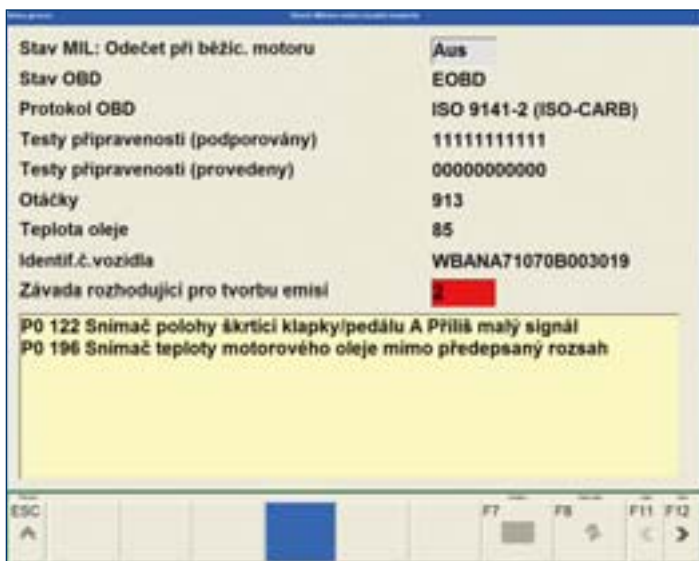 Stav MIL: Odečet při běžíc. motoru Aus
Stav OBD EOBD
Protokol OBD ISO 9141-2 (ISO-CARB)
Testy připravenosti (podporovány) 11111111111
Testy připravenosti (provedeny) 00000000000
Otáčky 913
Teplota oleje 85
Identif.č.vozidla WBANA71070B003019
Závada rozhodující pro tvorbu emisí 2
P0 122 Snímač polohy škrticí klapky/pedálu A Příliš malý signál
P0 196 Snímač teploty motorového oleje mimo předepsaný rozsah
ESC F7 F8 F11 F12